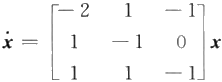 ẋ = [ -2 1 -1
1 -1 0
1 1 -1 ] x